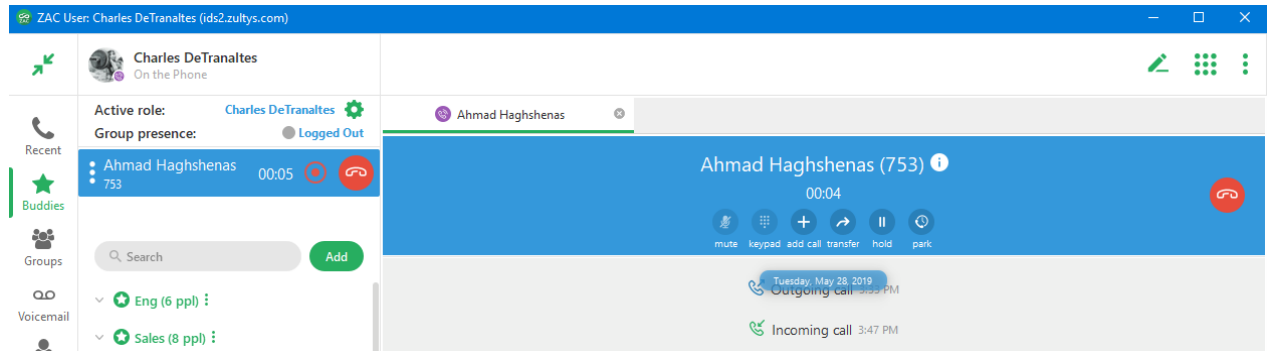 ZAC User: Charles DeTranaltes (ids2.zultys.com)
Charles DeTranaltes
On the Phone
Active role: Charles DeTranaltes
Group presence: Logged Out
Recent
Buddies
Groups
Voicemail
Ahmad Haghshenas
753
00:05
Search
Add
Eng (6 ppl)
Sales (8 ppl)
Ahmad Haghshenas
Ahmad Haghshenas (753)
00:04
mute keypad add call transfer hold park
Tuesday, May 28, 2019
Outgoing call 3:33 PM
Incoming call 3:47 PM